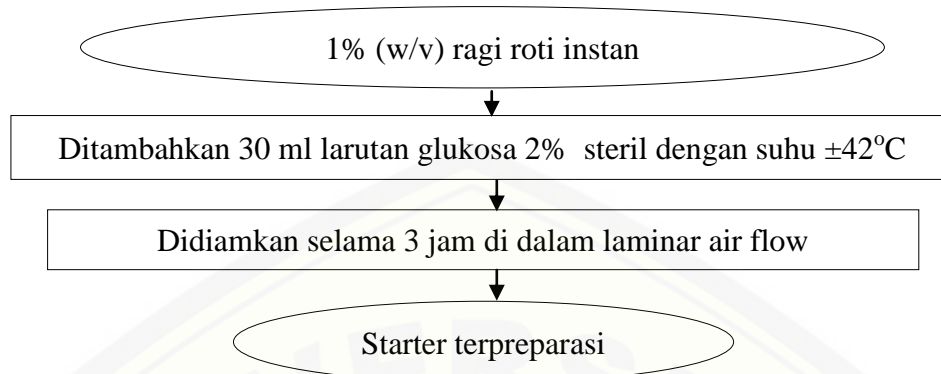 1% (w/v) ragi roti instan
Ditambahkan 30 ml larutan glukosa 2% steril dengan suhu ±42°C
Didiamkan selama 3 jam di dalam laminar air flow
Starter terpreparasi